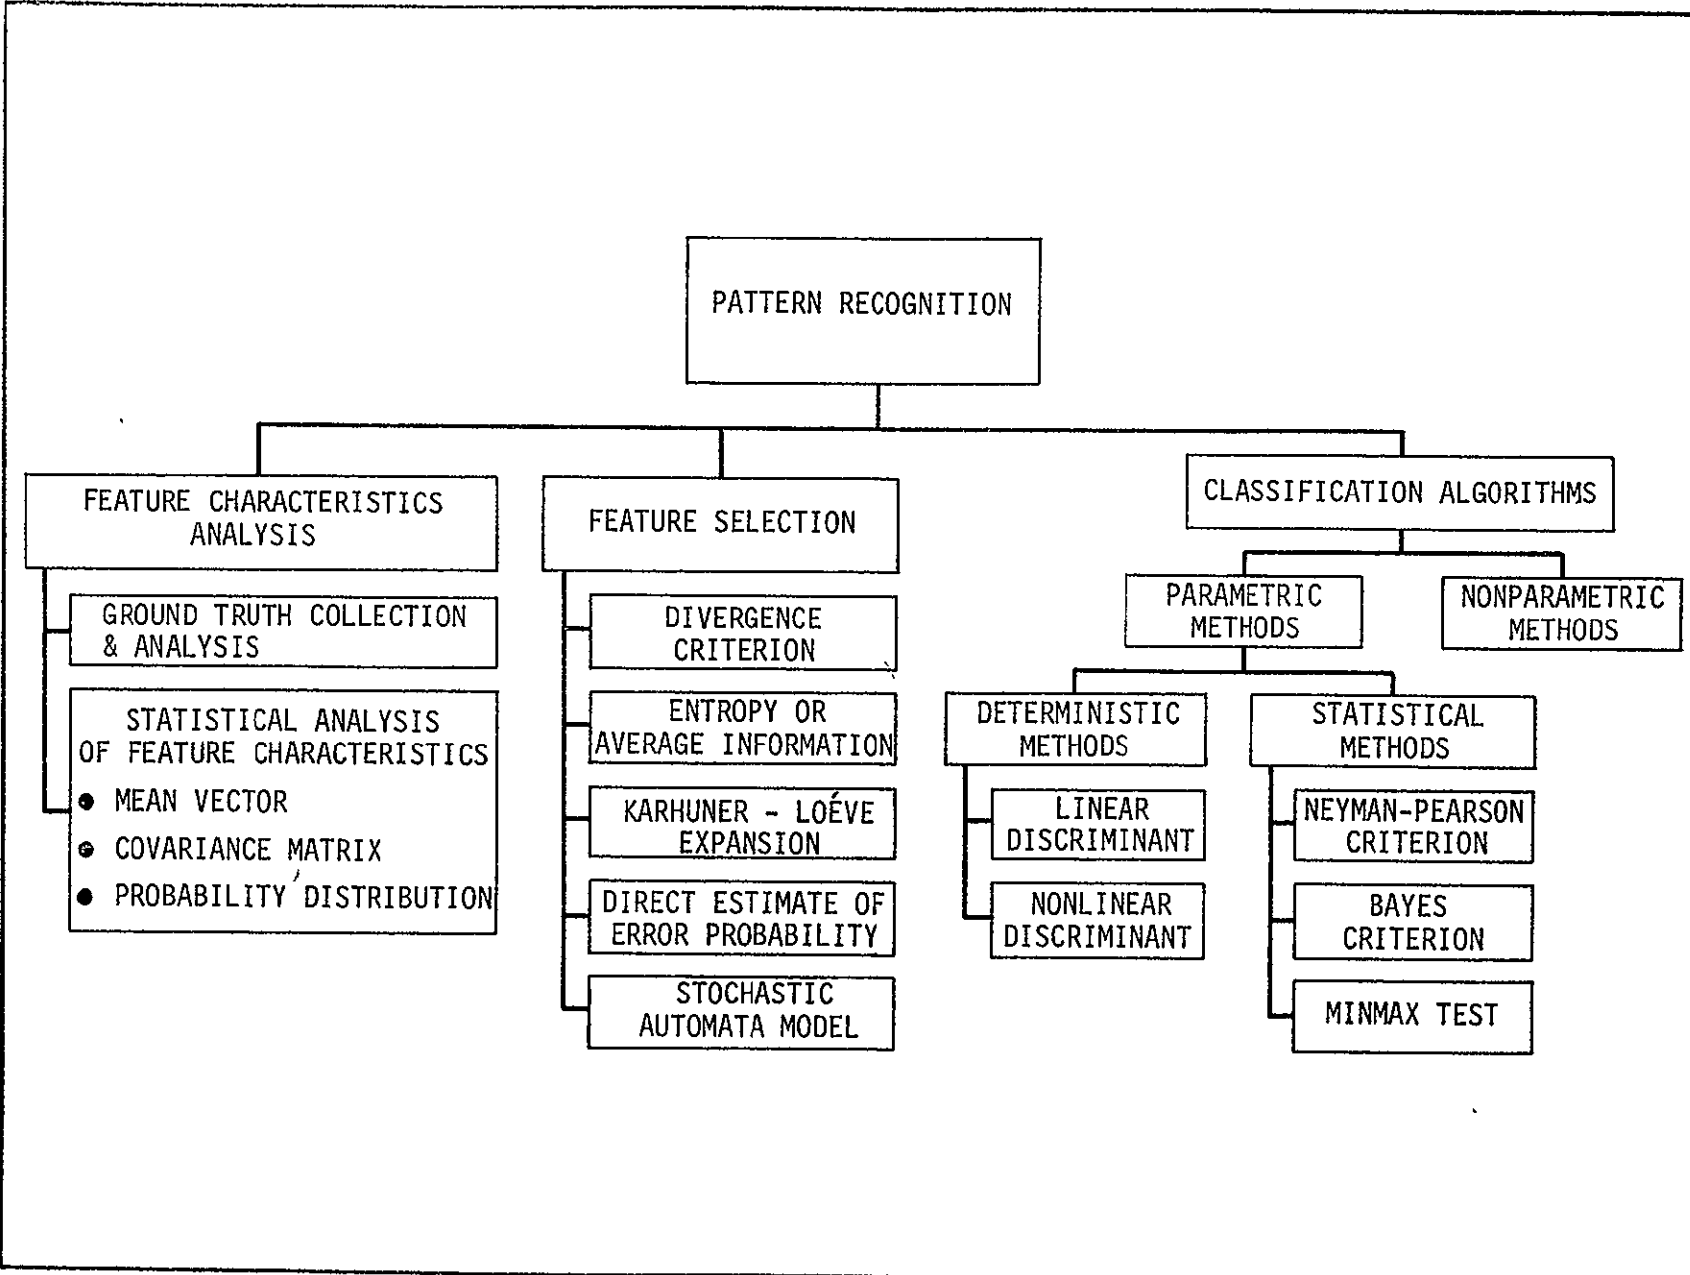 PATTERN RECOGNITION
FEATURE CHARACTERISTICS
ANALYSIS
GROUND TRUTH COLLECTION
& ANALYSIS
STATISTICAL ANALYSIS
OF FEATURE CHARACTERISTICS
● MEAN VECTOR
● COVARIANCE MATRIX
● PROBABILITY DISTRIBUTION
FEATURE SELECTION
DIVERGENCE
CRITERION
ENTROPY OR
AVERAGE INFORMATION
KARHUNER - LOÉVE
EXPANSION
DIRECT ESTIMATE OF
ERROR PROBABILITY
STOCHASTIC
AUTOMATA MODEL
CLASSIFICATION ALGORITHMS
PARAMETRIC
METHODS
NONPARAMETRIC
METHODS
DETERMINISTIC
METHODS
LINEAR
DISCRIMINANT
NONLINEAR
DISCRIMINANT
STATISTICAL
METHODS
NEYMAN-PEARSON
CRITERION
BAYES
CRITERION
MINMAX TEST